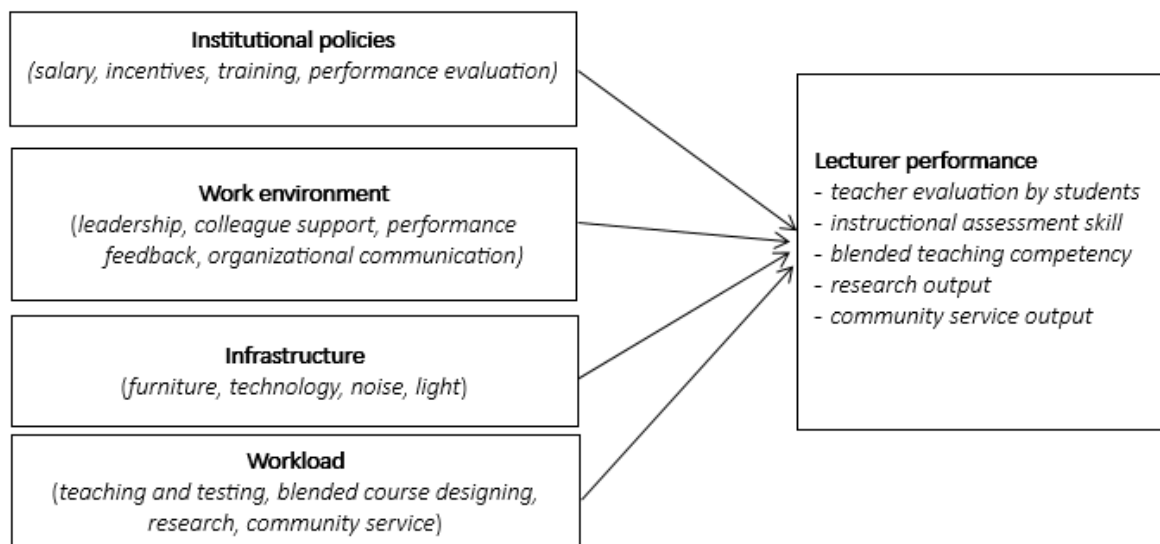 Institutional policies
(salary, incentives, training, performance evaluation)
Work environment
(leadership, colleague support, performance
feedback, organizational communication)
Infrastructure
(furniture, technology, noise, light)
Workload
(teaching and testing, blended course designing,
research, community service)
Lecturer performance
- teacher evaluation by students
- instructional assessment skill
- blended teaching competency
- research output
- community service output